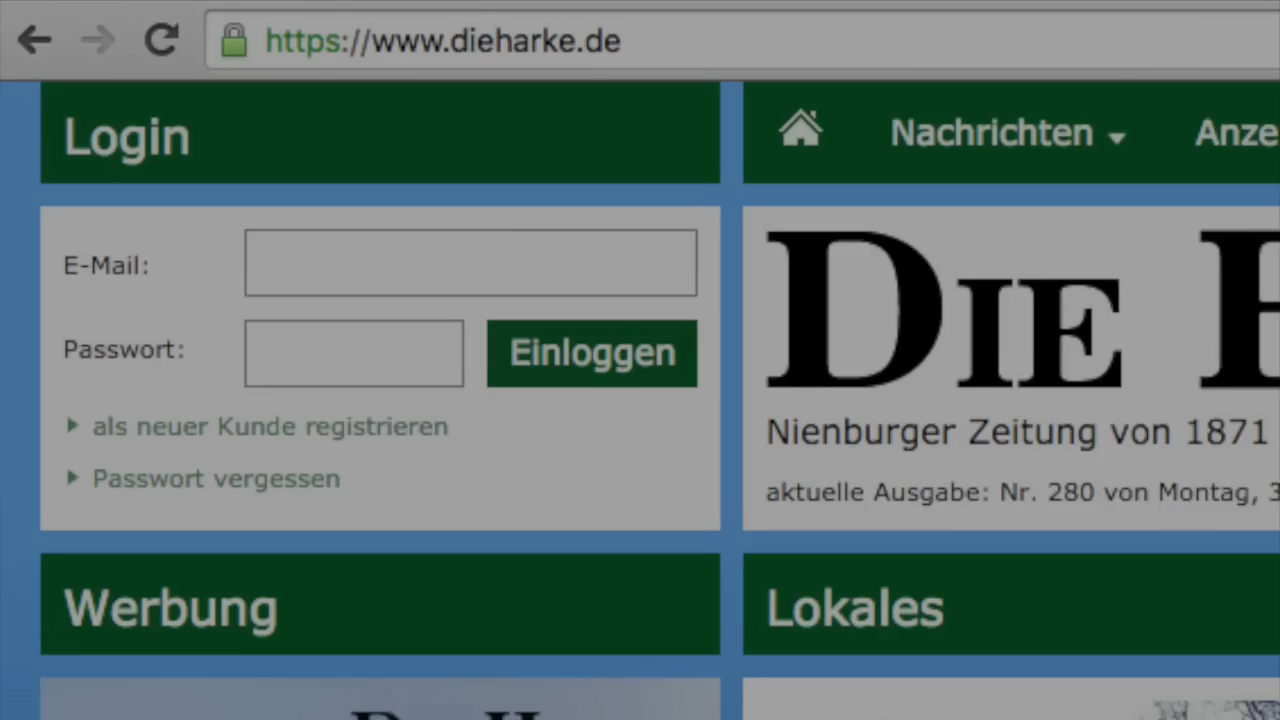 https://www.dieharke.de
Login
Nachrichten
E-Mail:
Passwort:
Einloggen
als neuer Kunde registrieren
Passwort vergessen
DIE
Nienburger Zeitung von 1871
aktuelle Ausgabe: Nr. 280 von Montag,
Werbung
Lokales